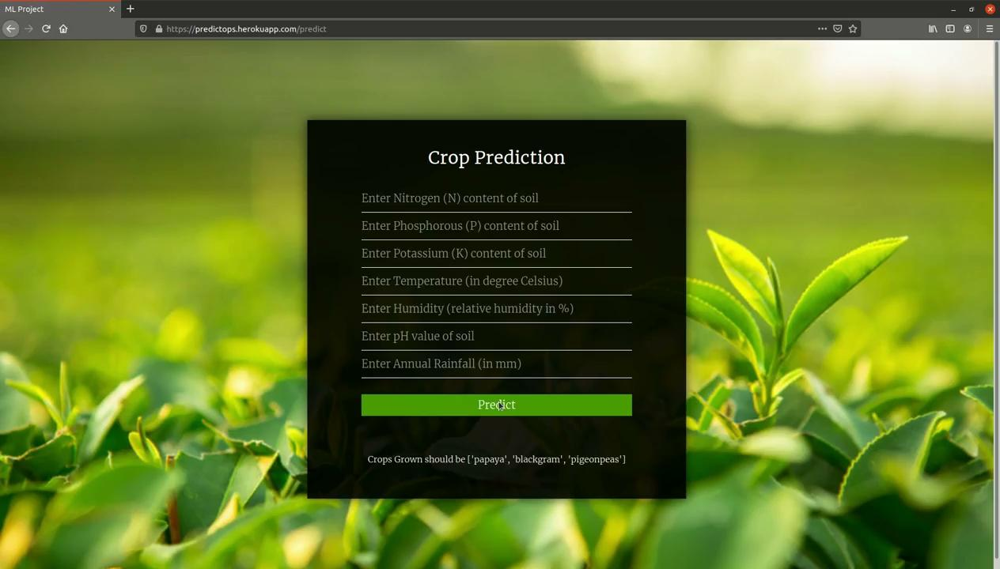 ML Project
https://predictops.herokuapp.com/predict
Crop Prediction
Enter Nitrogen (N) content of soil
Enter Phosphorous (P) content of soil
Enter Potassium (K) content of soil
Enter Temperature (in degree Celsius)
Enter Humidity (relative humidity in %)
Enter pH value of soil
Enter Annual Rainfall (in mm)
Predict
Crops Grown should be ['papaya', 'blackgram', 'pigeonpeas']